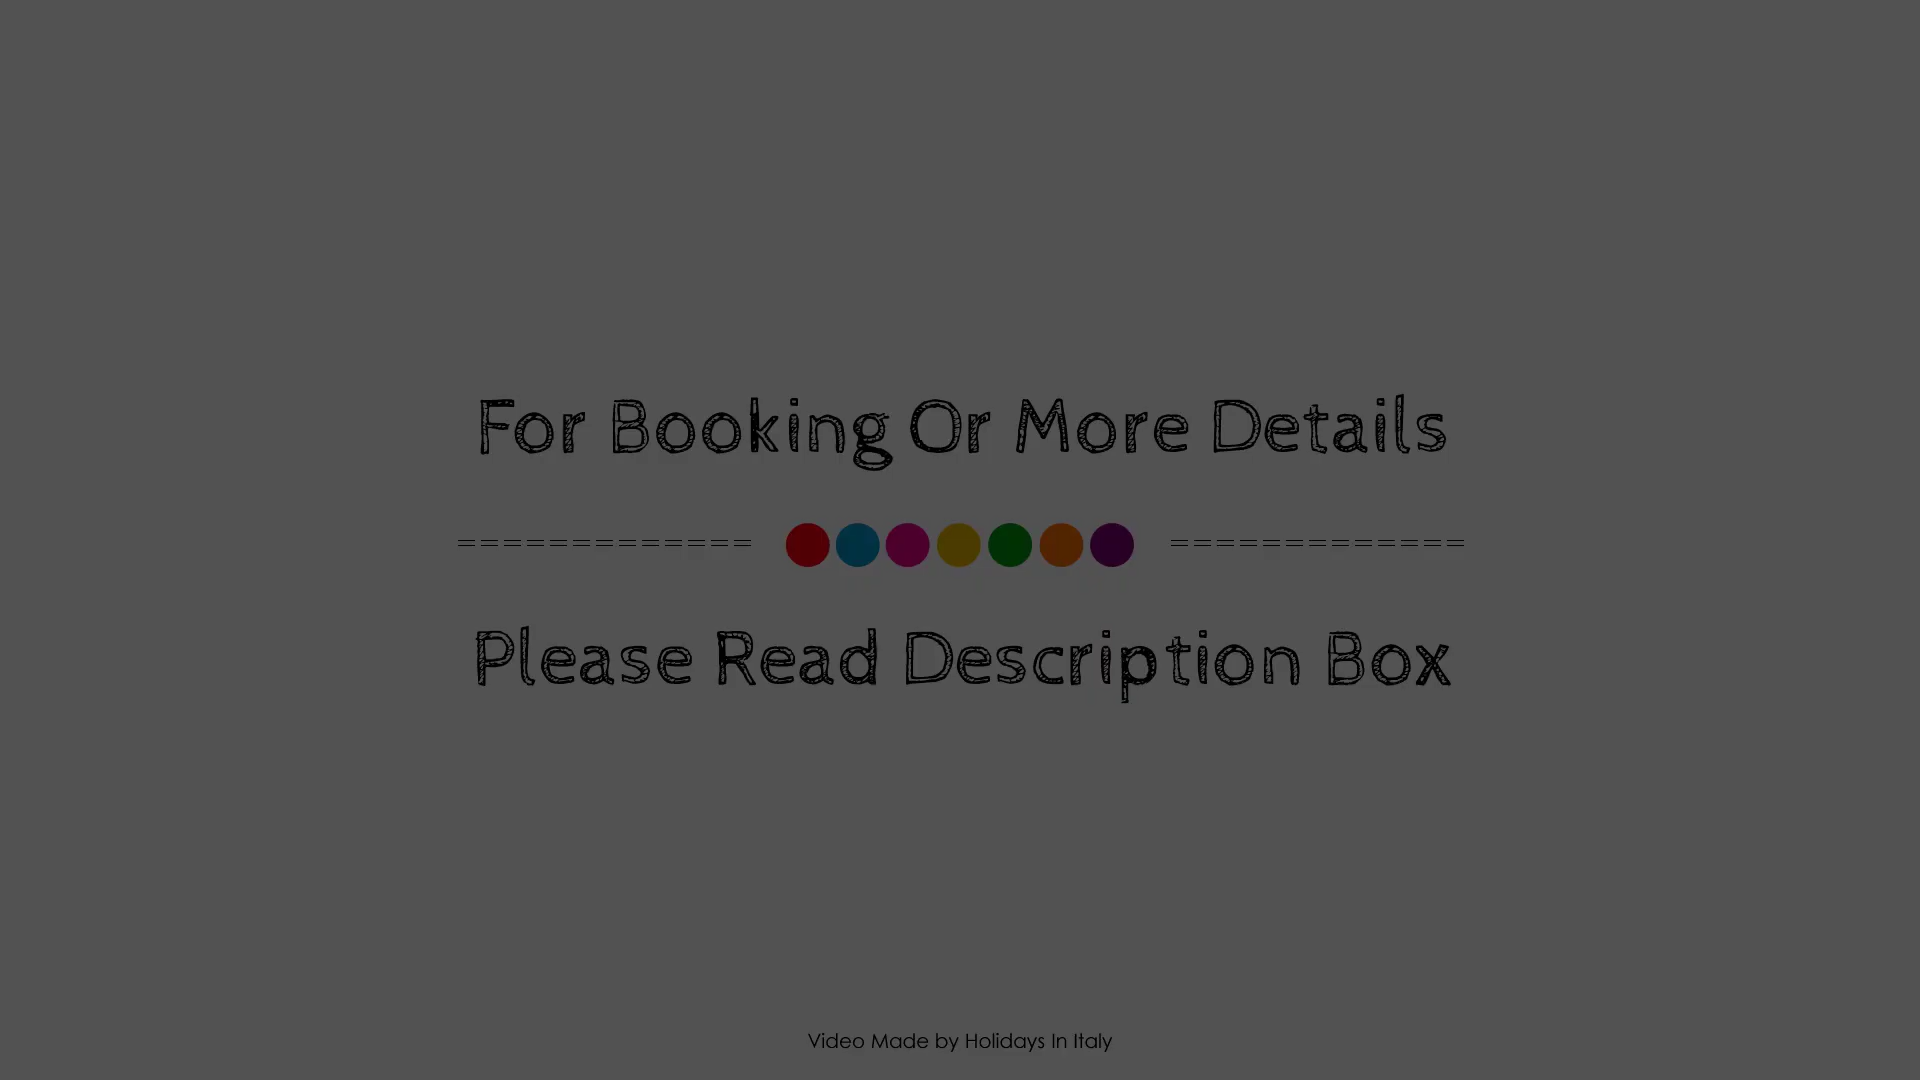 For Booking Or More Details
============= =============
Please Read Description Box
Video Made by Holidays In Italy